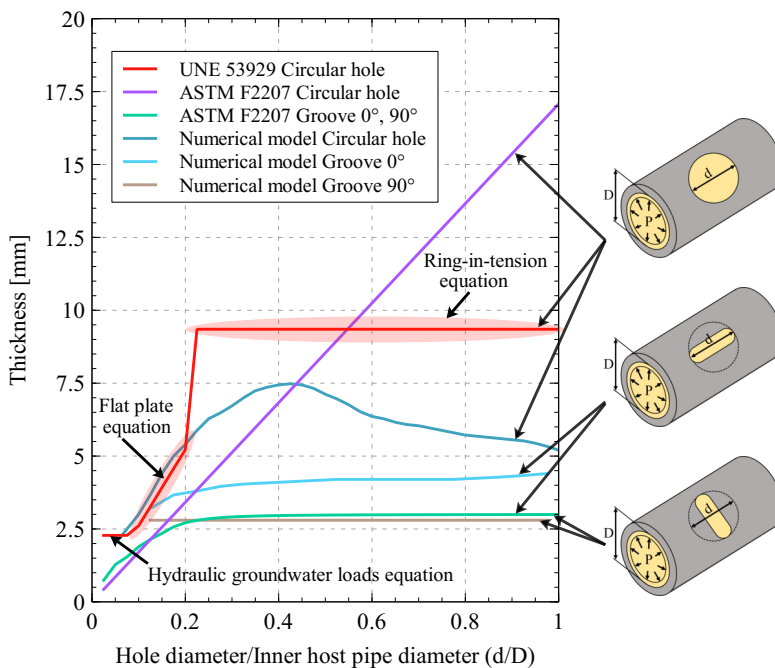 20
17.5
15
12.5
10
7.5
5
2.5
0
Thickness [mm]
UNE 53929 Circular hole
ASTM F2207 Circular hole
ASTM F2207 Groove 0°, 90°
Numerical model Circular hole
Numerical model Groove 0°
Numerical model Groove 90°
Ring-in-tension
equation
Flat plate
equation
Hydraulic groundwater loads equation
0
0.2
0.4
0.6
0.8
1
Hole diameter/Inner host pipe diameter (d/D)
d
D
P
d
D
P
d
D
P